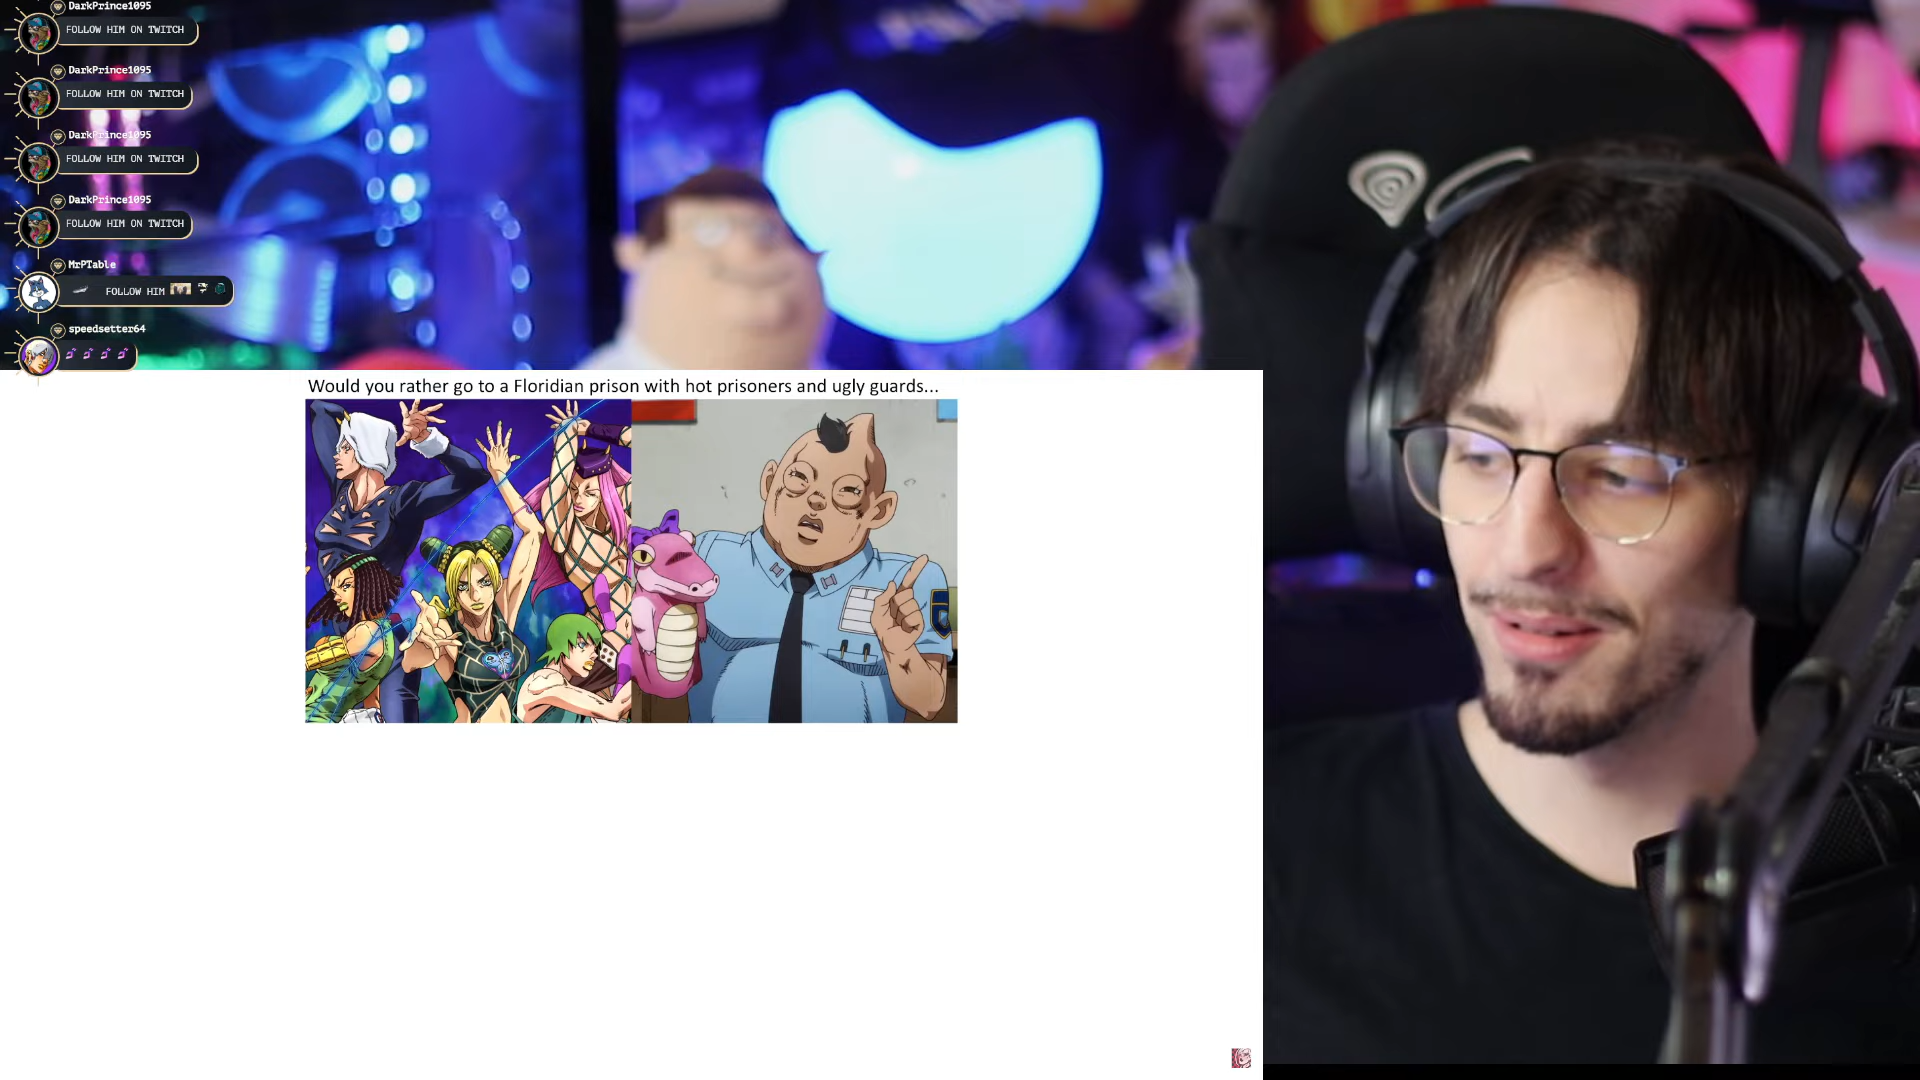 DarkPrince1095
FOLLOW HIM ON TWITCH
DarkPrince1095
FOLLOW HIM ON TWITCH
DarkPrince1095
FOLLOW HIM ON TWITCH
DarkPrince1095
FOLLOW HIM ON TWITCH
MrPTable
FOLLOW HIM
speedsetter64
Would you rather go to a Floridian prison with hot prisoners and ugly guards...